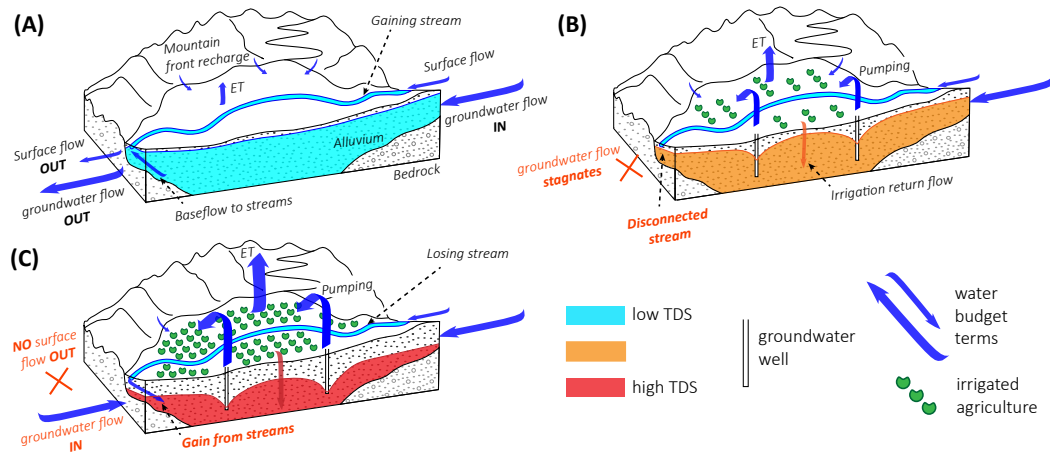 (A)
Gaining stream
Mountain
front recharge
ET
Surface flow
groundwater flow
IN
Alluvium
Bedrock
Surface flow
OUT
groundwater flow
OUT
Baseflow to streams
(B)
ET
Pumping
groundwater flow
stagnates
Irrigation return flow
Disconnected
stream
(C)
ET
Losing stream
Pumping
NO surface
flow OUT
groundwater flow
IN
Gain from streams
low TDS
high TDS
groundwater
well
water
budget
terms
irrigated
agriculture